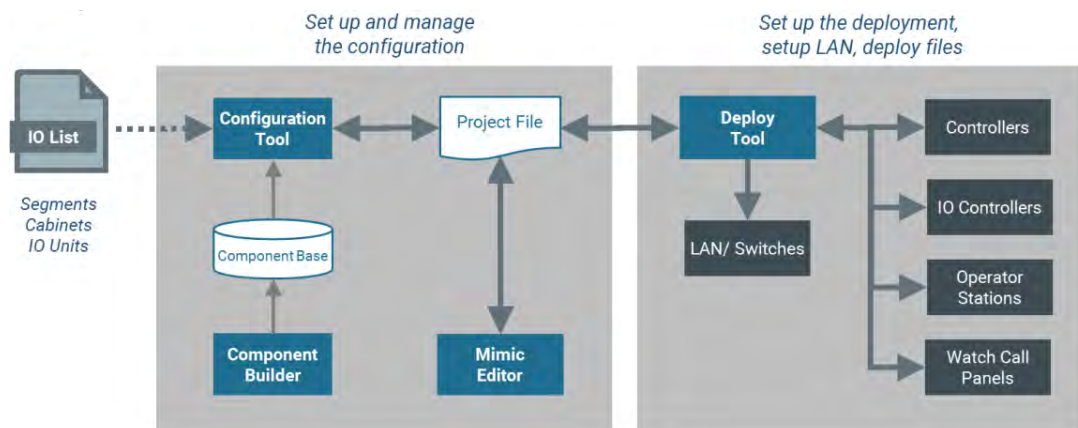 Set up and manage
the configuration
Set up the deployment,
setup LAN, deploy files
IO List
Segments
Cabinets
IO Units
Configuration
Tool
Project File
Component Base
Component
Builder
Mimic
Editor
Deploy
Tool
LAN/ Switches
Controllers
IO Controllers
Operator
Stations
Watch Call
Panels